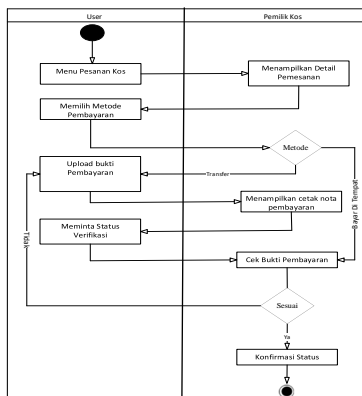 User
Pemilik Kos
Menu Pesanan Kos
Menampilkan Detail
Pemesanan
Memilih Metode
Pembayaran
Metode
Upload bukti
Pembayaran
Transfer
Bayar Di Tempat
Menampilkan cetak nota
pembayaran
Meminta Status
Verifikasi
Tidak
Cek Bukti Pembayaran
Sesuai
Ya
Konfirmasi Status